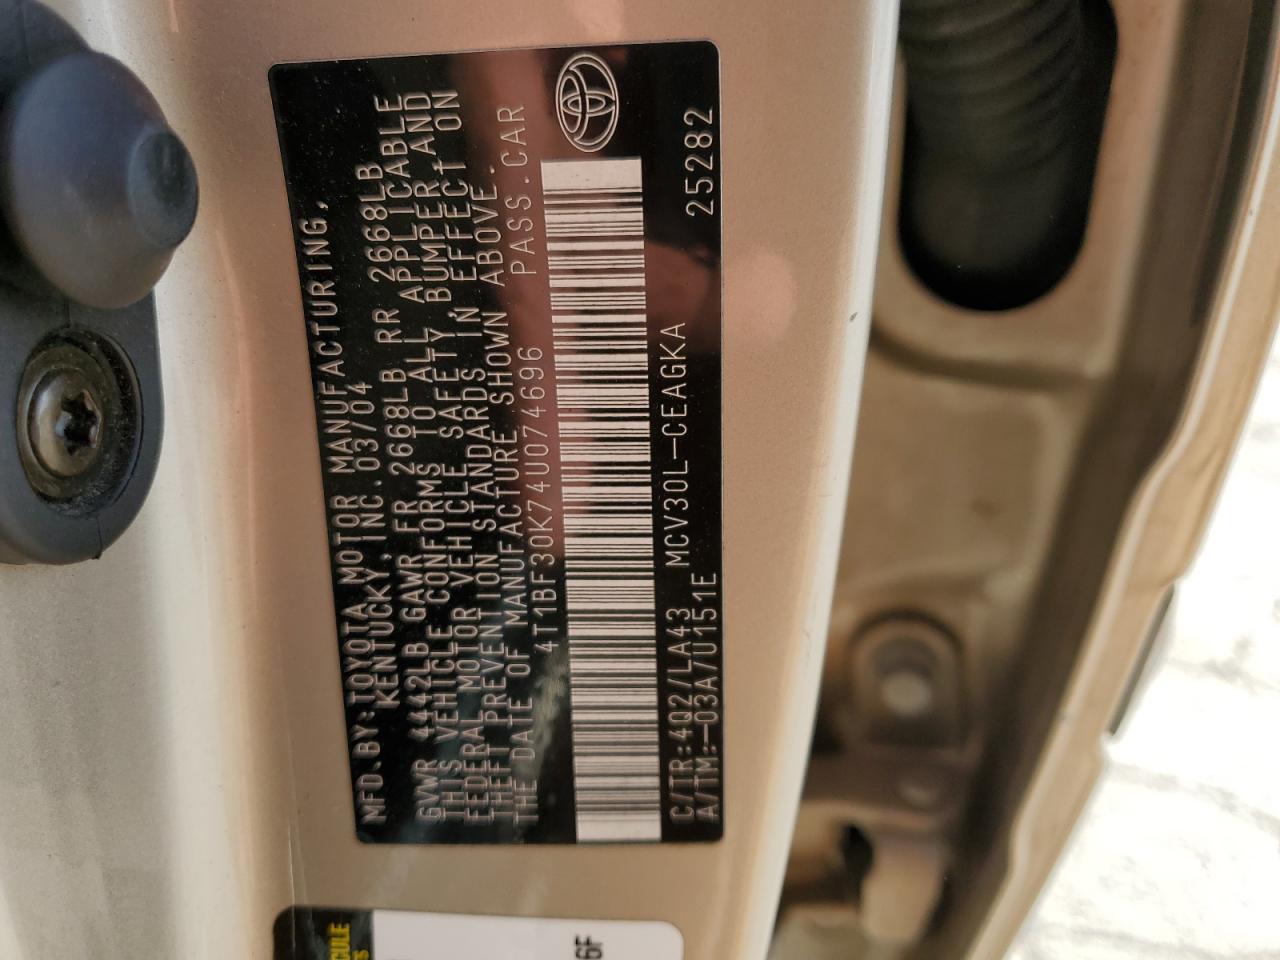 MFD.BY:TOYOTA MOTOR MANUFACTURING,
KENTUCKY,INC.03/04
GVWR 4442LB GAWR FR 2668LB RR 2668LB
THIS VEHICLE CONFORMS TO ALL APPLICABLE
FEDERAL MOTOR VEHICLE SAFETY,BUMPER AND
THEFT PREVENTION STANDARDS IN EFFECT ON
THE DATE OF MANUFACTURE SHOWN ABOVE.
4T1BF30K74U074696 PASS.CAR
C/TR:4Q2/LA43 MCV30L-CEAGKA 25282
A/TM:-03A/U151E
6F